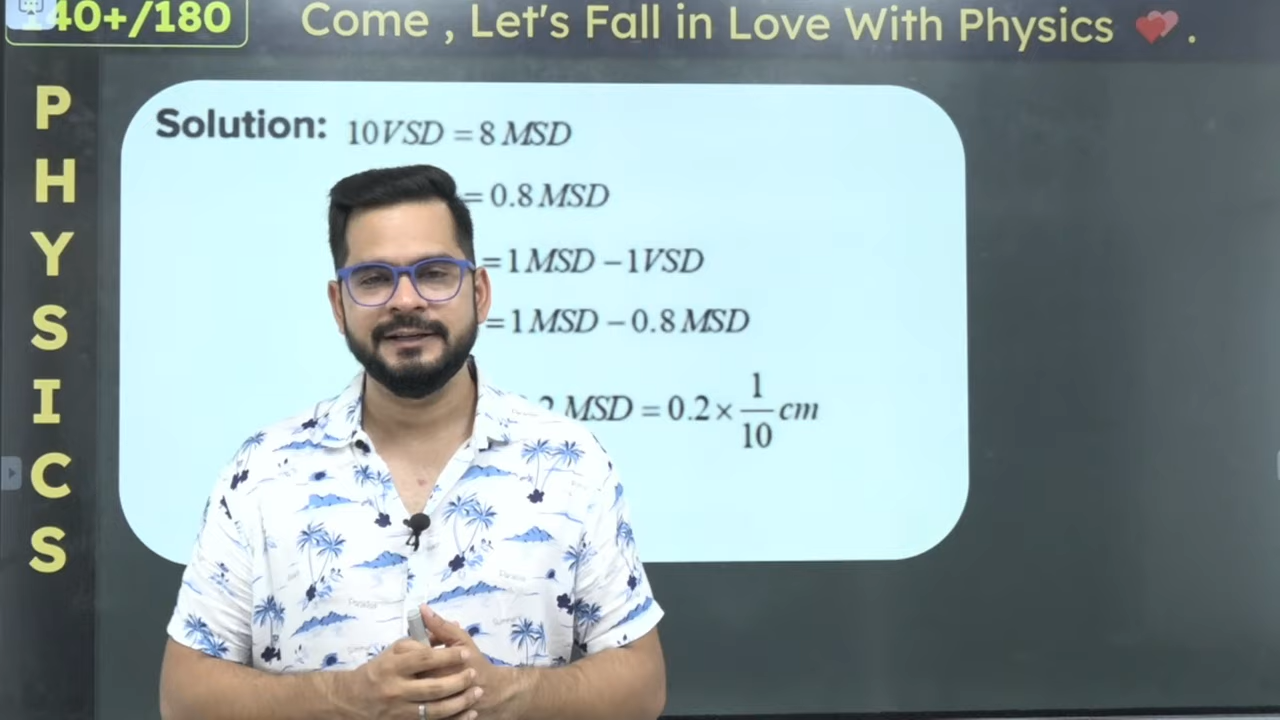 40+/180
Come , Let's Fall in Love With Physics ❤ .
PHYSICS
Solution: 10VSD = 8 MSD
= 0.8 MSD
= 1 MSD − 1VSD
= 1 MSD − 0.8 MSD
2 MSD = 0.2 × 1/10 cm